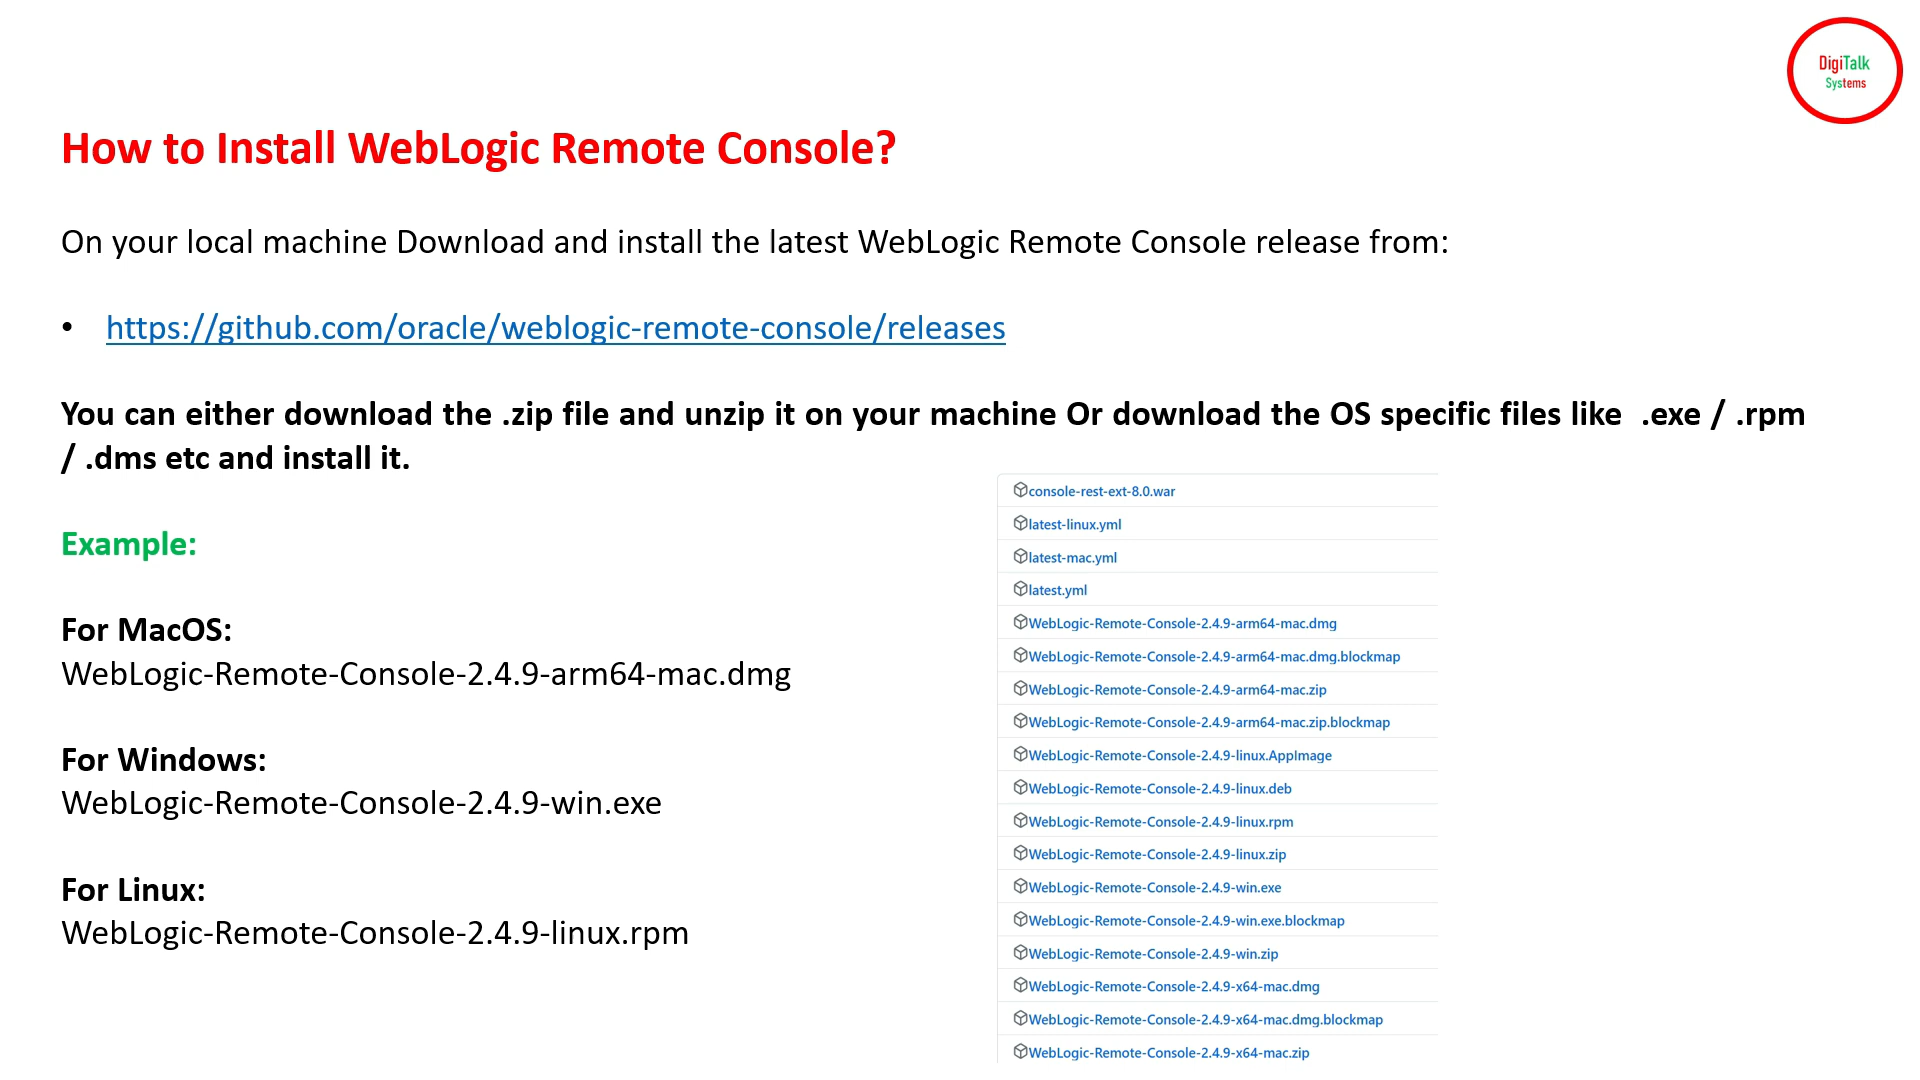 DigiTalk
Systems
How to Install WebLogic Remote Console?
On your local machine Download and install the latest WebLogic Remote Console release from:
• https://github.com/oracle/weblogic-remote-console/releases
You can either download the .zip file and unzip it on your machine Or download the OS specific files like .exe / .rpm
/ .dms etc and install it.
Example:
For MacOS:
WebLogic-Remote-Console-2.4.9-arm64-mac.dmg
For Windows:
WebLogic-Remote-Console-2.4.9-win.exe
For Linux:
WebLogic-Remote-Console-2.4.9-linux.rpm
console-rest-ext-8.0.war
latest-linux.yml
latest-mac.yml
latest.yml
WebLogic-Remote-Console-2.4.9-arm64-mac.dmg
WebLogic-Remote-Console-2.4.9-arm64-mac.dmg.blockmap
WebLogic-Remote-Console-2.4.9-arm64-mac.zip
WebLogic-Remote-Console-2.4.9-arm64-mac.zip.blockmap
WebLogic-Remote-Console-2.4.9-linux.AppImage
WebLogic-Remote-Console-2.4.9-linux.deb
WebLogic-Remote-Console-2.4.9-linux.rpm
WebLogic-Remote-Console-2.4.9-linux.zip
WebLogic-Remote-Console-2.4.9-win.exe
WebLogic-Remote-Console-2.4.9-win.exe.blockmap
WebLogic-Remote-Console-2.4.9-win.zip
WebLogic-Remote-Console-2.4.9-x64-mac.dmg
WebLogic-Remote-Console-2.4.9-x64-mac.dmg.blockmap
WebLogic-Remote-Console-2.4.9-x64-mac.zip